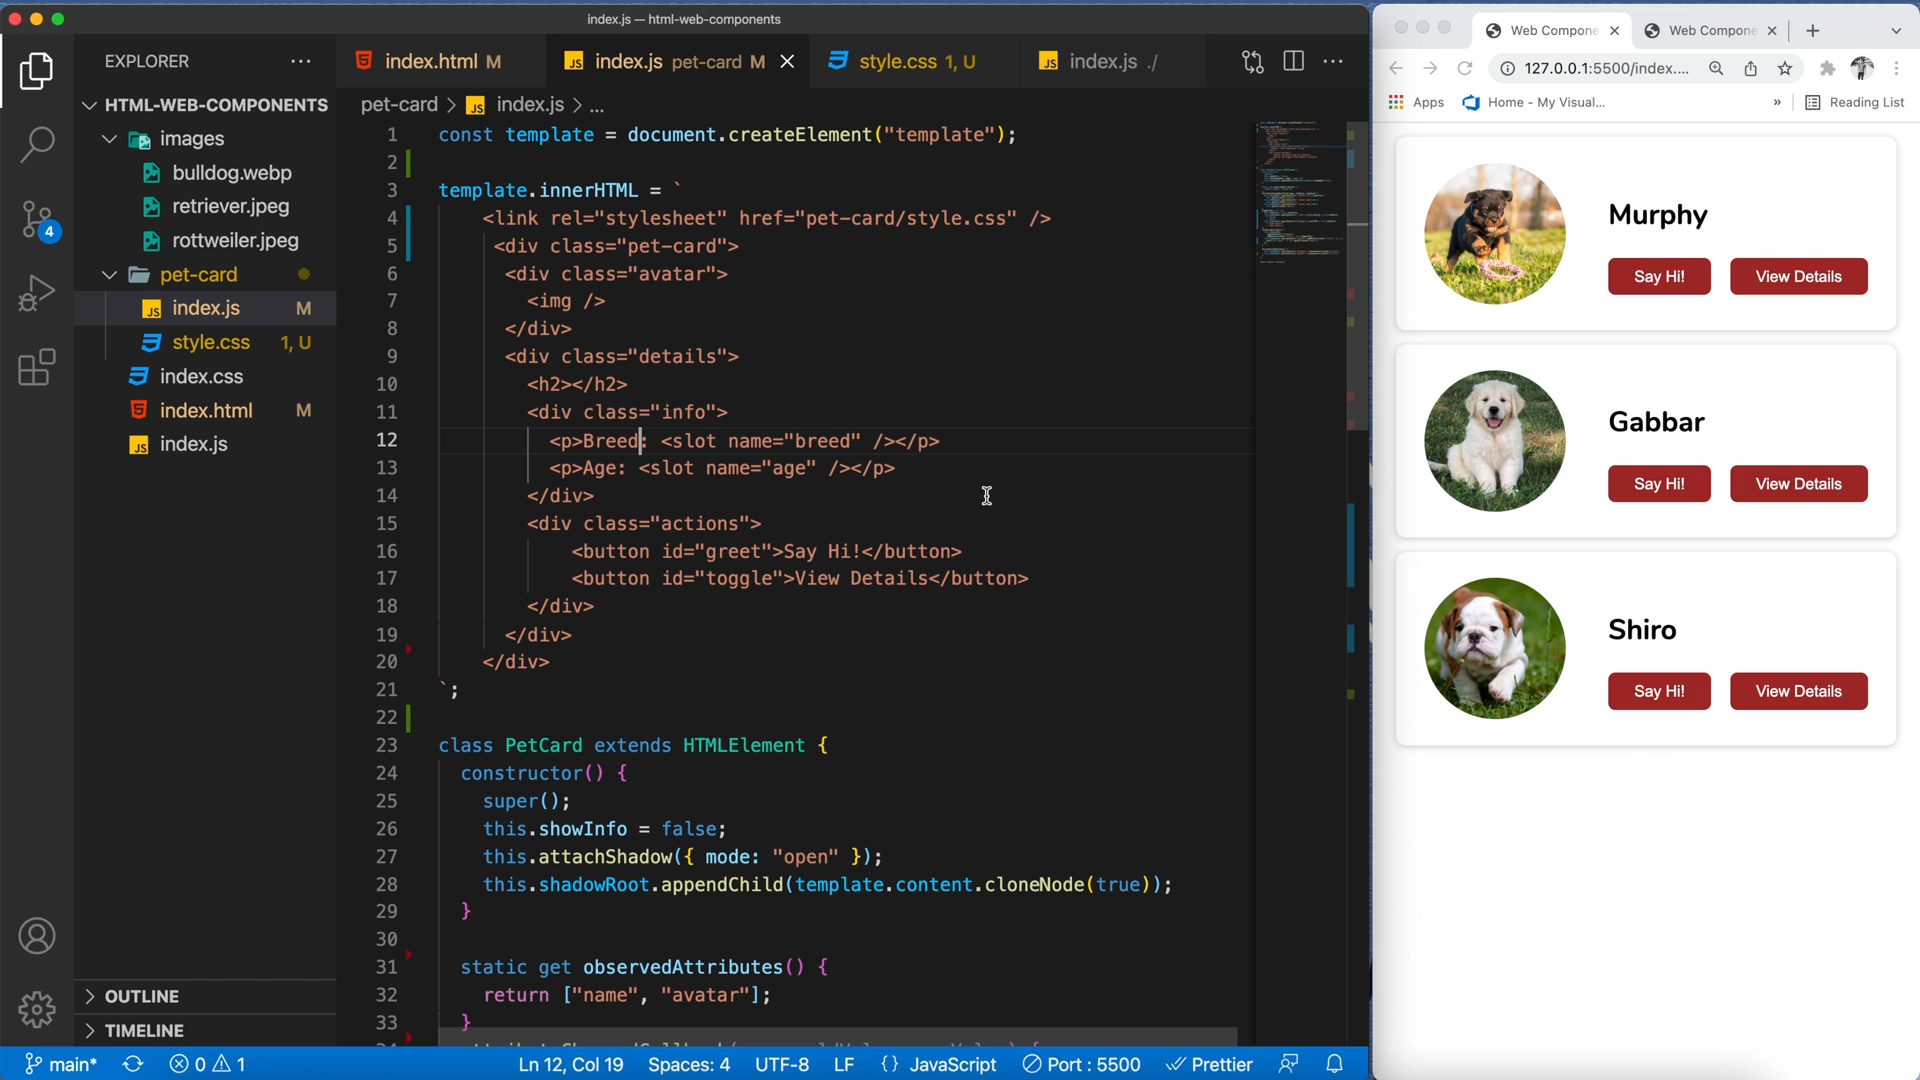 index.js — html-web-components
EXPLORER
HTML-WEB-COMPONENTS
images
bulldog.webp
retriever.jpeg
rottweiler.jpeg
pet-card
index.js M
style.css 1, U
index.css
index.html M
index.js
OUTLINE
TIMELINE
4
index.html M
index.js pet-card M
style.css 1, U
index.js ./
pet-card > index.js > ...
1 const template = document.createElement("template");
2
3 template.innerHTML = `
4 <link rel="stylesheet" href="pet-card/style.css" />
5 <div class="pet-card">
6 <div class="avatar">
7 <img />
8 </div>
9 <div class="details">
10 <h2></h2>
11 <div class="info">
12 <p>Breed: <slot name="breed" /></p>
13 <p>Age: <slot name="age" /></p>
14 </div>
15 <div class="actions">
16 <button id="greet">Say Hi!</button>
17 <button id="toggle">View Details</button>
18 </div>
19 </div>
20 </div>
21 `;
22
23 class PetCard extends HTMLElement {
24 constructor() {
25 super();
26 this.showInfo = false;
27 this.attachShadow({ mode: "open" });
28 this.shadowRoot.appendChild(template.content.cloneNode(true));
29 }
30
31 static get observedAttributes() {
32 return ["name", "avatar"];
33 }
main* 0 1 Ln 12, Col 19 Spaces: 4 UTF-8 LF {} JavaScript Port : 5500 Prettier
Web Compone
Web Compone
127.0.0.1:5500/index....
Apps Home - My Visual... » Reading List
Murphy
Say Hi! View Details
Gabbar
Say Hi! View Details
Shiro
Say Hi! View Details